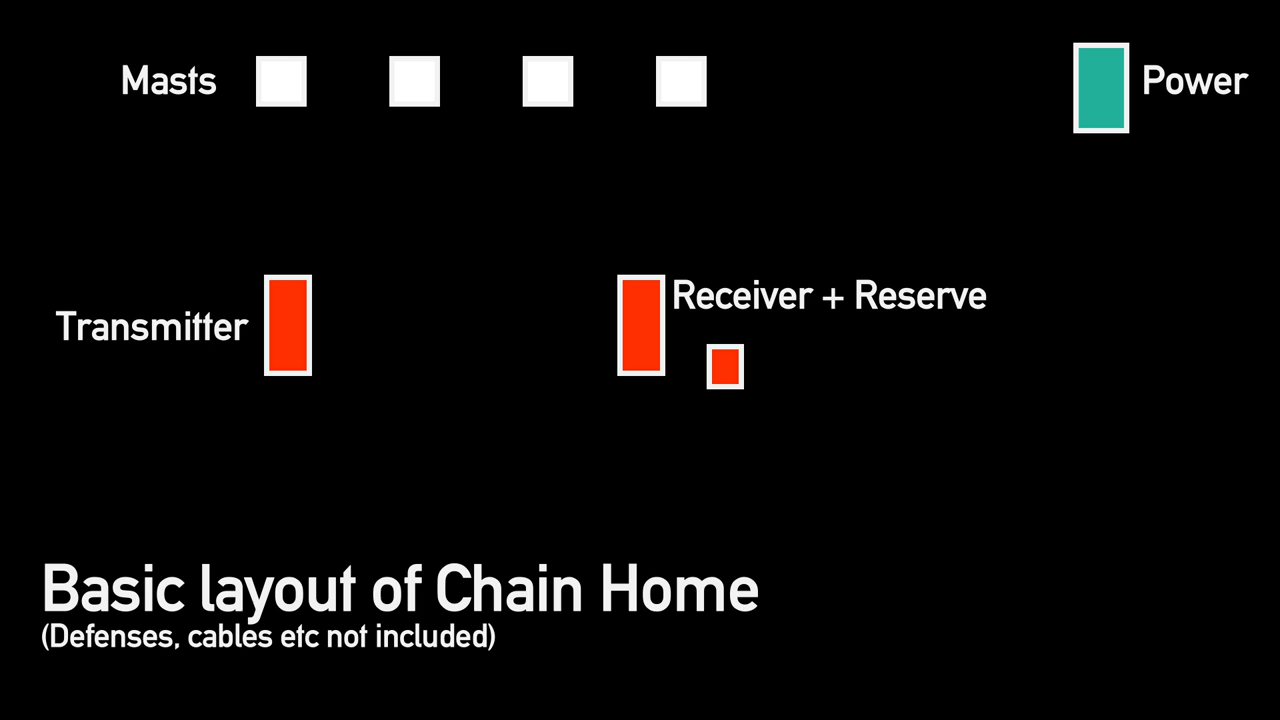 Masts
Power
Receiver + Reserve
Transmitter
Basic layout of Chain Home
(Defenses, cables etc not included)